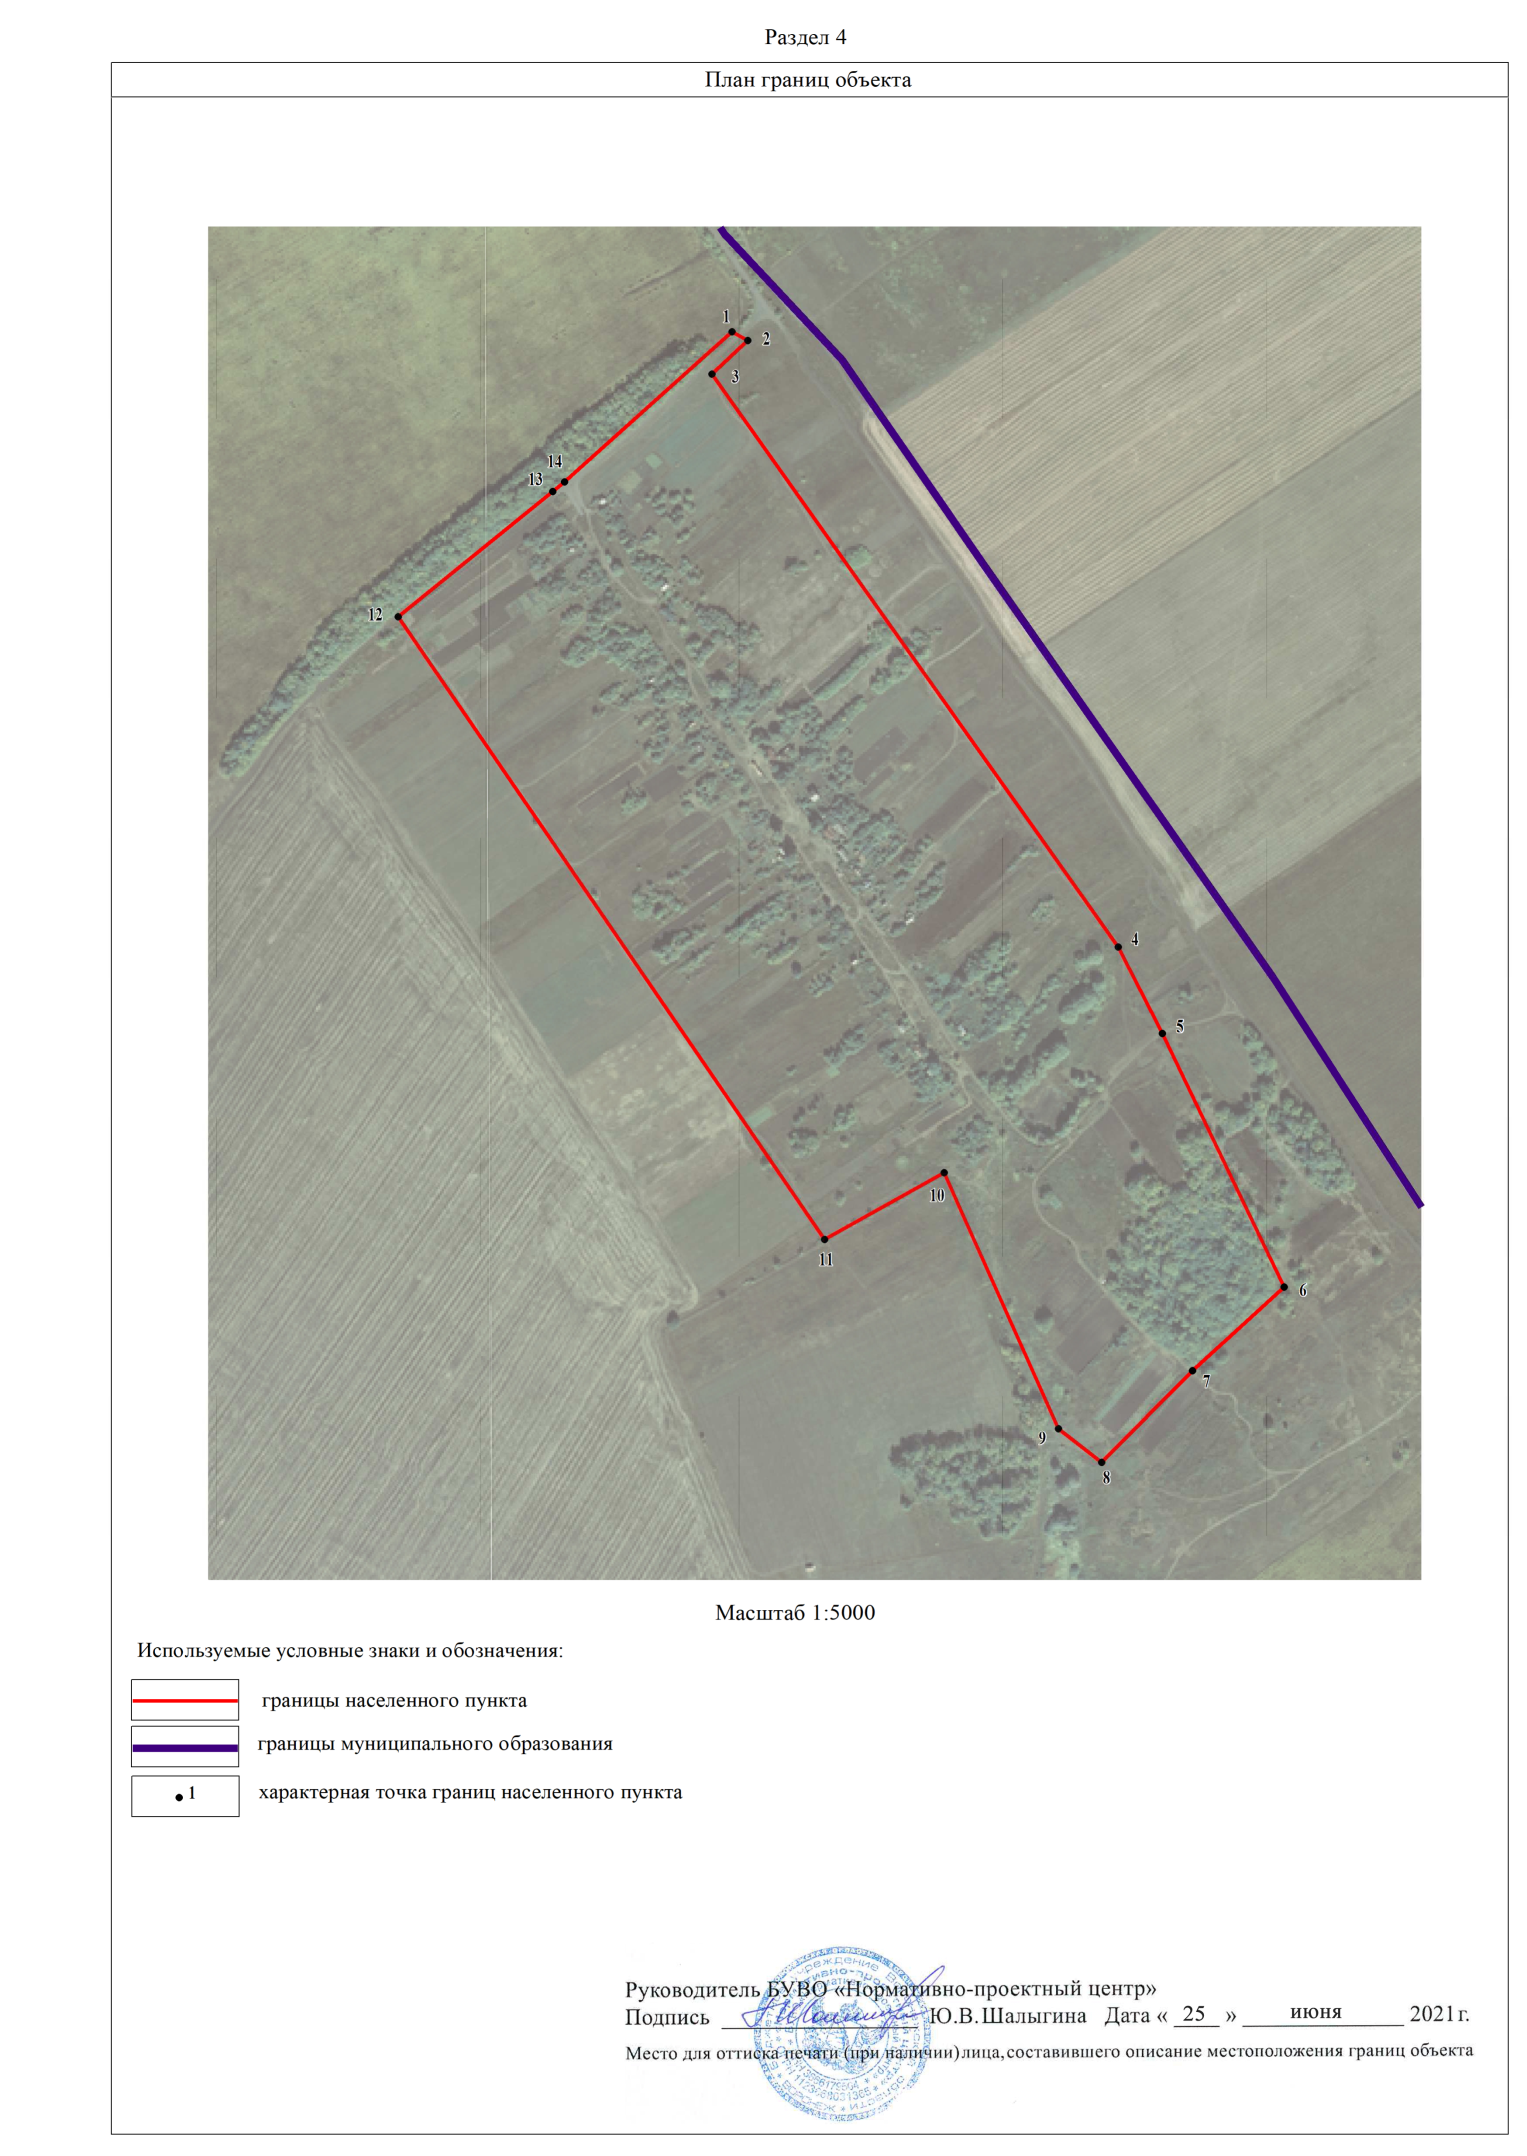 Раздел 4
План границ объекта
1
2
3
14
13
12
4
5
10
11
6
7
9
8
Масштаб 1:5000
Используемые условные знаки и обозначения:
границы населенного пункта
границы муниципального образования
1 характерная точка границ населенного пункта
Руководитель БУВО «Нормативно-проектный центр»
Подпись Ю.В.Шалыгина Дата « 25 » июня 2021г.
Место для оттиска печати (при наличии) лица, составившего описание местоположения границ объекта